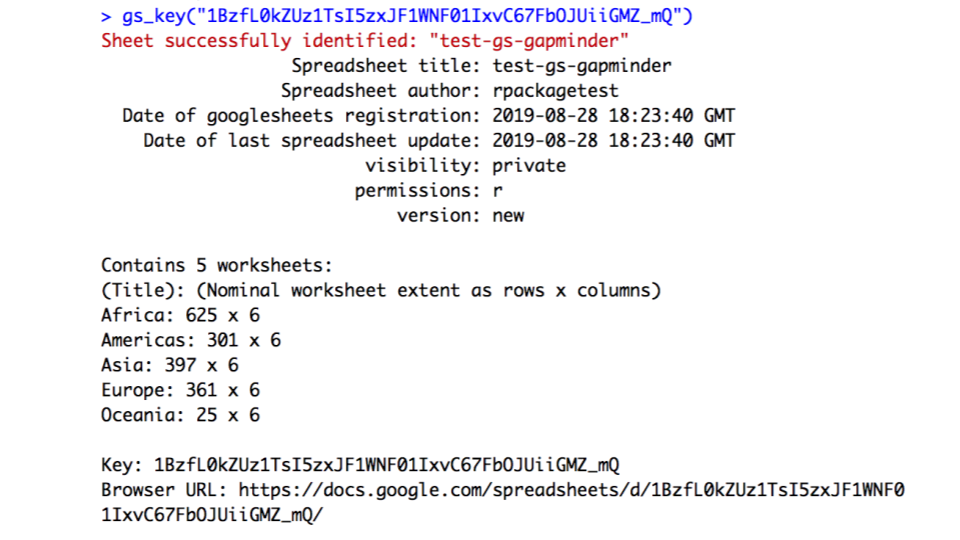 > gs_key("1BzfL0kZUz1TsI5zxJF1WNF01IxvC67FbOJUiiGMZ_mQ")
Sheet successfully identified: "test-gs-gapminder"
Spreadsheet title: test-gs-gapminder
Spreadsheet author: rpackagetest
Date of googlesheets registration: 2019-08-28 18:23:40 GMT
Date of last spreadsheet update: 2019-08-28 18:23:40 GMT
visibility: private
permissions: r
version: new
Contains 5 worksheets:
(Title): (Nominal worksheet extent as rows x columns)
Africa: 625 x 6
Americas: 301 x 6
Asia: 397 x 6
Europe: 361 x 6
Oceania: 25 x 6
Key: 1BzfL0kZUz1TsI5zxJF1WNF01IxvC67FbOJUiiGMZ_mQ
Browser URL: https://docs.google.com/spreadsheets/d/1BzfL0kZUz1TsI5zxJF1WNF0
1IxvC67FbOJUiiGMZ_mQ/